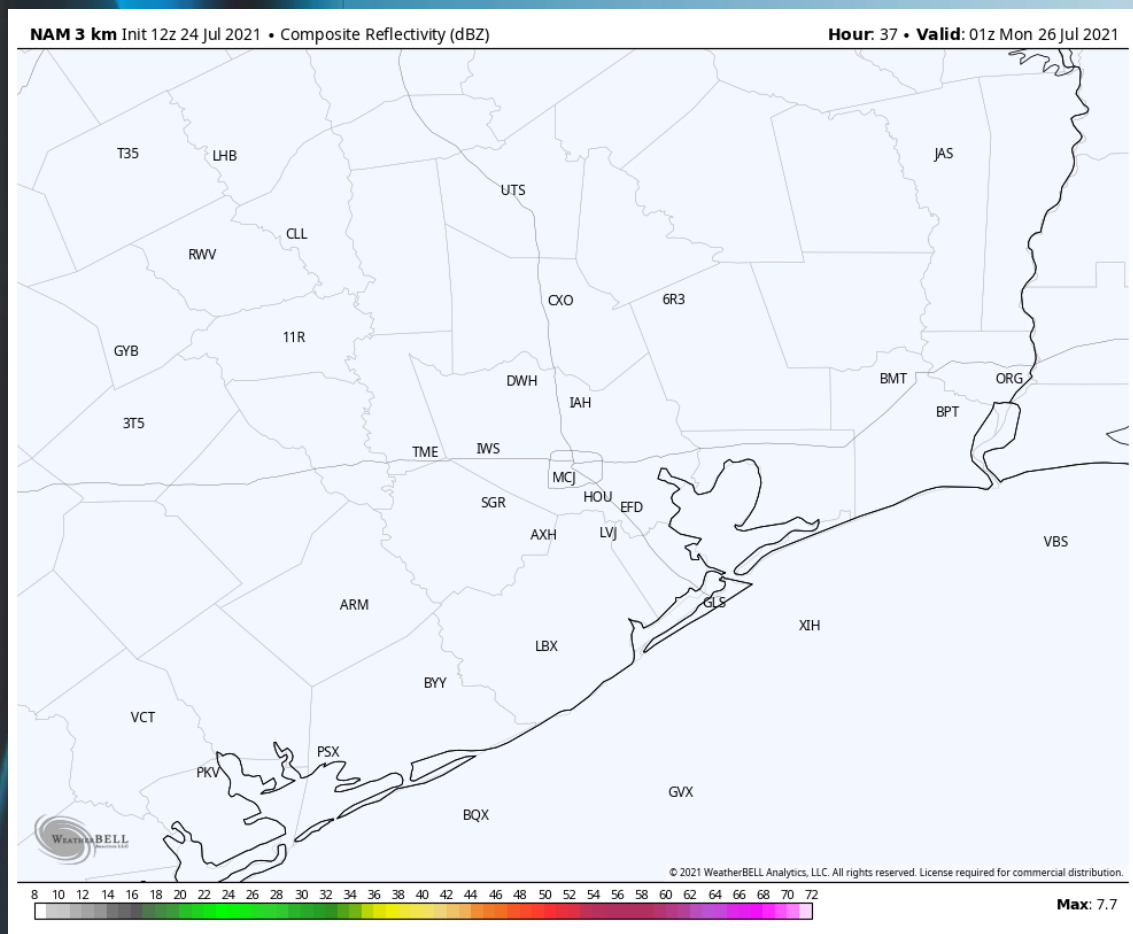 NAM 3 km Init 12z 24 Jul 2021 • Composite Reflectivity (dBZ) Hour: 37 • Valid: 01z Mon 26 Jul 2021
T35 LHB JAS
UTS
CLL
RWV
CXO 6R3
11R
GYB
DWH BMT ORG
IAH BPT
3T5
TME IWS
MCJ
SGR HOU EFD
AXH LVJ
VBS
ARM GLS
XIH
LBX
BYY
VCT
PSX
PKV
GVX
BQX
WEATHERBELL
Analytics LLC
© 2021 WeatherBELL Analytics, LLC. All rights reserved. License required for commercial distribution.
8 10 12 14 16 18 20 22 24 26 28 30 32 34 36 38 40 42 44 46 48 50 52 54 56 58 60 62 64 66 68 70 72
Max: 7.7